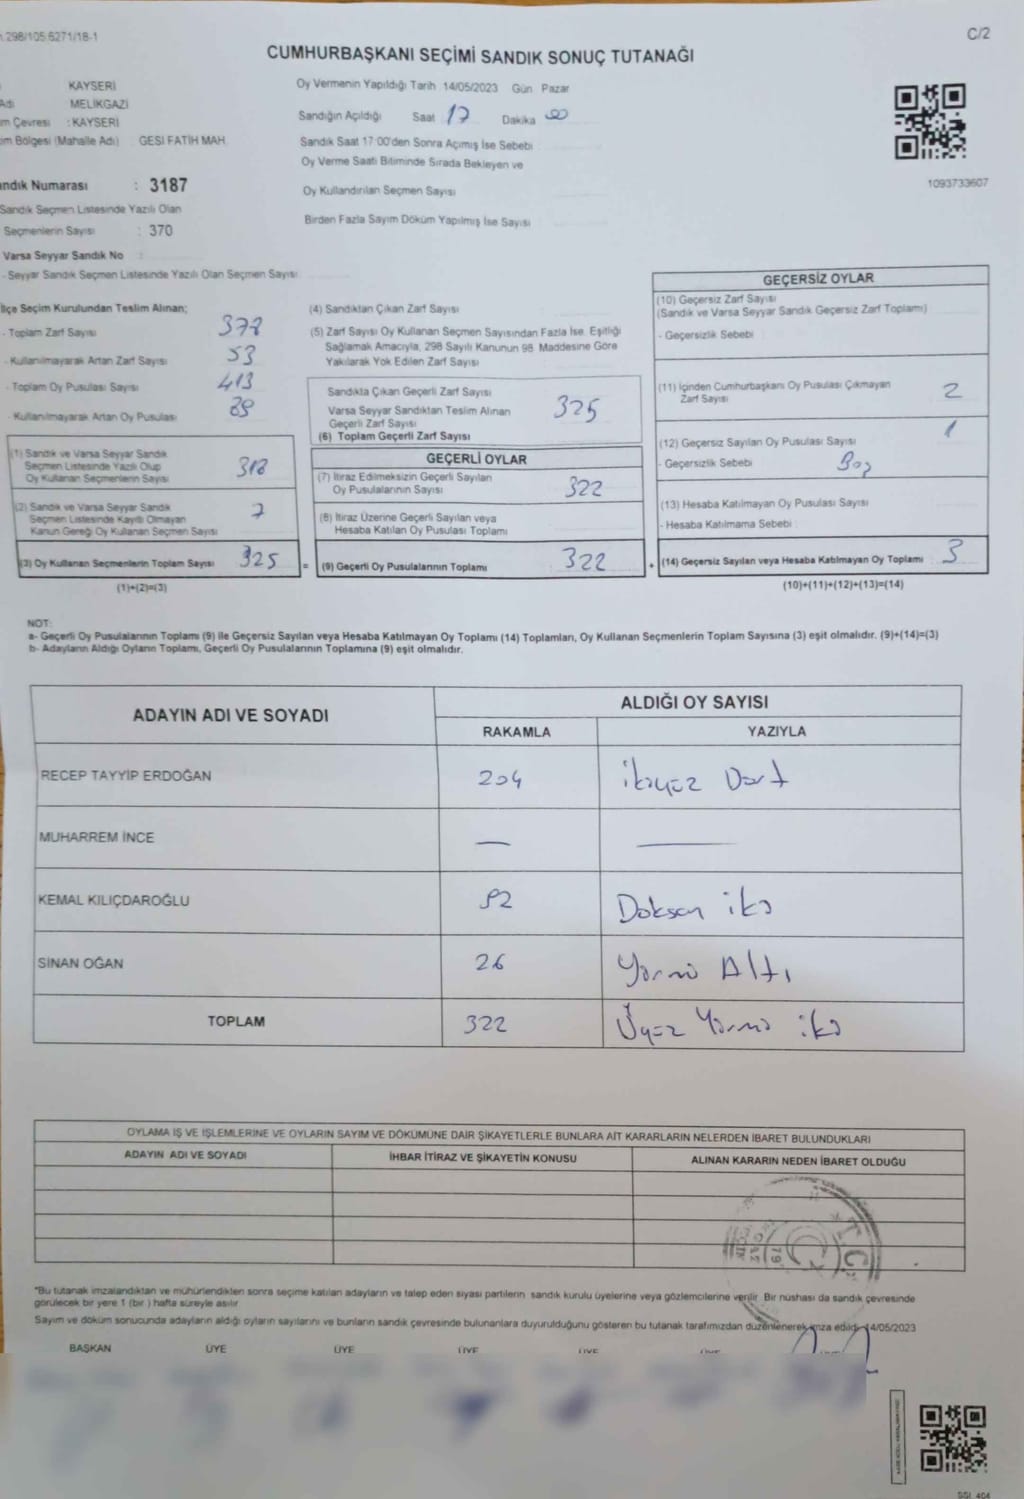 298/105.6271/18-1
C/2
CUMHURBAŞKANI SEÇİMİ SANDIK SONUÇ TUTANAĞI
KAYSERİ
Adı MELİKGAZİ
m Çevresi : KAYSERİ
m Bölgesi (Mahalle Adı) : GESİ FATİH MAH.
ndık Numarası : 3187
Sandık Seçmen Listesinde Yazılı Olan
Seçmenlerin Sayısı : 370
Varsa Seyyar Sandık No :
- Seyyar Sandık Seçmen Listesinde Yazılı Olan Seçmen Sayısı
Oy Vermenin Yapıldığı Tarih 14/05/2023 Gün Pazar
Sandığın Açıldığı Saat 17 Dakika 00
Sandık Saat 17:00'den Sonra Açımış İse Sebebi
Oy Verme Saati Bitiminde Sırada Bekleyen ve
Oy Kullandırılan Seçmen Sayısı
Birden Fazla Sayım Döküm Yapılmış İse Sayısı
1093733607
İlçe Seçim Kurulundan Teslim Alınan;
- Toplam Zarf Sayısı 378
- Kullanılmayarak Artan Zarf Sayısı 53
- Toplam Oy Pusulası Sayısı 413
- Kullanılmayarak Artan Oy Pusulası
(1) Sandık ve Varsa Seyyar Sandık
Seçmen Listesinde Yazılı Olup
Oy Kullanan Seçmenlerin Sayısı 318
(2) Sandık ve Varsa Seyyar Sandık
Seçmen Listesinde Kayıtlı Olmayan
Kanun Gereği Oy Kullanan Seçmen Sayısı 7
(3) Oy Kullanan Seçmenlerin Toplam Sayısı 325
(1)+(2)=(3)
(4) Sandıktan Çıkan Zarf Sayısı
(5) Zarf Sayısı Oy Kullanan Seçmen Sayısından Fazla İse, Eşitliği
Sağlamak Amacıyla, 298 Sayılı Kanunun 98. Maddesine Göre
Yakılarak Yok Edilen Zarf Sayısı
Sandıkta Çıkan Geçerli Zarf Sayısı
Varsa Seyyar Sandıktan Teslim Alınan
Geçerli Zarf Sayısı
(6) Toplam Geçerli Zarf Sayısı 325
GEÇERLİ OYLAR
(7) İtiraz Edilmeksizin Geçerli Sayılan
Oy Pusulalarının Sayısı 322
(8) İtiraz Üzerine Geçerli Sayılan veya
Hesaba Katılan Oy Pusulası Toplamı
= (9) Geçerli Oy Pusulalarının Toplamı 322
GEÇERSİZ OYLAR
(10) Geçersiz Zarf Sayısı
(Sandık ve Varsa Seyyar Sandık Geçersiz Zarf Toplamı)
- Geçersizlik Sebebi :
(11) İçinden Cumhurbaşkanı Oy Pusulası Çıkmayan
Zarf Sayısı 2
(12) Geçersiz Sayılan Oy Pusulası Sayısı 1
- Geçersizlik Sebebi
(13) Hesaba Katılmayan Oy Pusulası Sayısı
- Hesaba Katılmama Sebebi :
+ (14) Geçersiz Sayılan veya Hesaba Katılmayan Oy Toplamı 3
(10)+(11)+(12)+(13)=(14)
NOT:
a- Geçerli Oy Pusulalarının Toplamı (9) ile Geçersiz Sayılan veya Hesaba Katılmayan Oy Toplamı (14) Toplamları, Oy Kullanan Seçmenlerin Toplam Sayısına (3) eşit olmalıdır. (9)+(14)=(3)
b- Adayların Aldığı Oyların Toplamı, Geçerli Oy Pusulalarının Toplamına (9) eşit olmalıdır.
ADAYIN ADI VE SOYADI
ALDIĞI OY SAYISI
RAKAMLA YAZIYLA
RECEP TAYYİP ERDOĞAN 204 ikiyüz Dört
MUHARREM İNCE — —
KEMAL KILIÇDAROĞLU 92 Doksan iki
SİNAN OĞAN 26 Yirmi Altı
TOPLAM 322 Üçyüz Yirmi iki
OYLAMA İŞ VE İŞLEMLERİNE VE OYLARIN SAYIM VE DÖKÜMÜNE DAİR ŞİKAYETLERLE BUNLARA AİT KARARLARIN NELERDEN İBARET BULUNDUKLARI
ADAYIN ADI VE SOYADI İHBAR İTİRAZ VE ŞİKAYETİN KONUSU ALINAN KARARIN NEDEN İBARET OLDUĞU
T.C.
*Bu tutanak imzalandıktan ve mühürlendikten sonra seçime katılan adayların ve talep eden siyasi partilerin sandık kurulu üyelerine veya gözlemcilerine verilir. Bir nüshası da sandık çevresinde
görülecek bir yere 1 (bir ) hafta süreyle asılır.
Sayım ve döküm sonucunda adayların aldığı oyların sayılarını ve bunların sandık çevresinde bulunanlara duyurulduğunu gösteren bu tutanak tarafımızdan düzenlenerek imza edildi. 14/05/2023
BAŞKAN ÜYE ÜYE ÜYE ÜYE